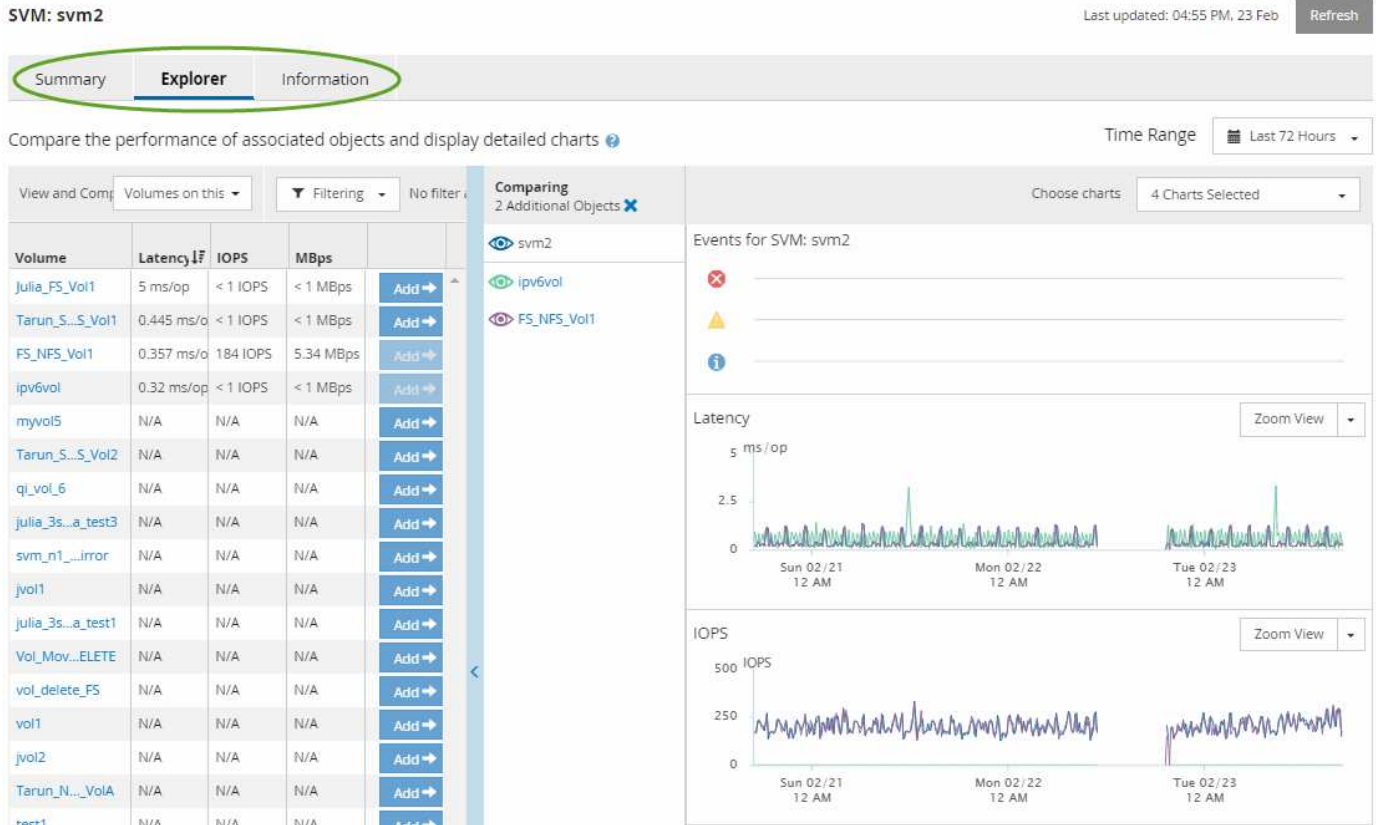 SVM: svm2
Last updated: 04:55 PM, 23 Feb Refresh
Summary Explorer Information
Compare the performance of associated objects and display detailed charts ?
Time Range Last 72 Hours
View and Comp Volumes on this Filtering No filter
Comparing
2 Additional Objects
Choose charts 4 Charts Selected
Volume Latency IOPS MBps
Julia_FS_Vol1 5 ms/op < 1 IOPS < 1 MBps Add
Tarun_S...S_Vol1 0.445 ms/o < 1 IOPS < 1 MBps Add
FS_NFS_Vol1 0.357 ms/o 184 IOPS 5.34 MBps Add
ipv6vol 0.32 ms/op < 1 IOPS < 1 MBps Add
myvol5 N/A N/A N/A Add
Tarun_S...S_Vol2 N/A N/A N/A Add
qi_vol_6 N/A N/A N/A Add
julia_3s...a_test3 N/A N/A N/A Add
svm_n1_...irror N/A N/A N/A Add
jvol1 N/A N/A N/A Add
julia_3s...a_test1 N/A N/A N/A Add
Vol_Mov...ELETE N/A N/A N/A Add
vol_delete_FS N/A N/A N/A Add
vol1 N/A N/A N/A Add
jvol2 N/A N/A N/A Add
Tarun_N..._VolA N/A N/A N/A Add
test1 N/A N/A N/A Add
svm2
ipv6vol
FS_NFS_Vol1
Events for SVM: svm2
Latency Zoom View
5 ms/op
2.5
0
Sun 02/21 Mon 02/22 Tue 02/23
12 AM 12 AM 12 AM
IOPS Zoom View
500 IOPS
250
0
Sun 02/21 Mon 02/22 Tue 02/23
12 AM 12 AM 12 AM